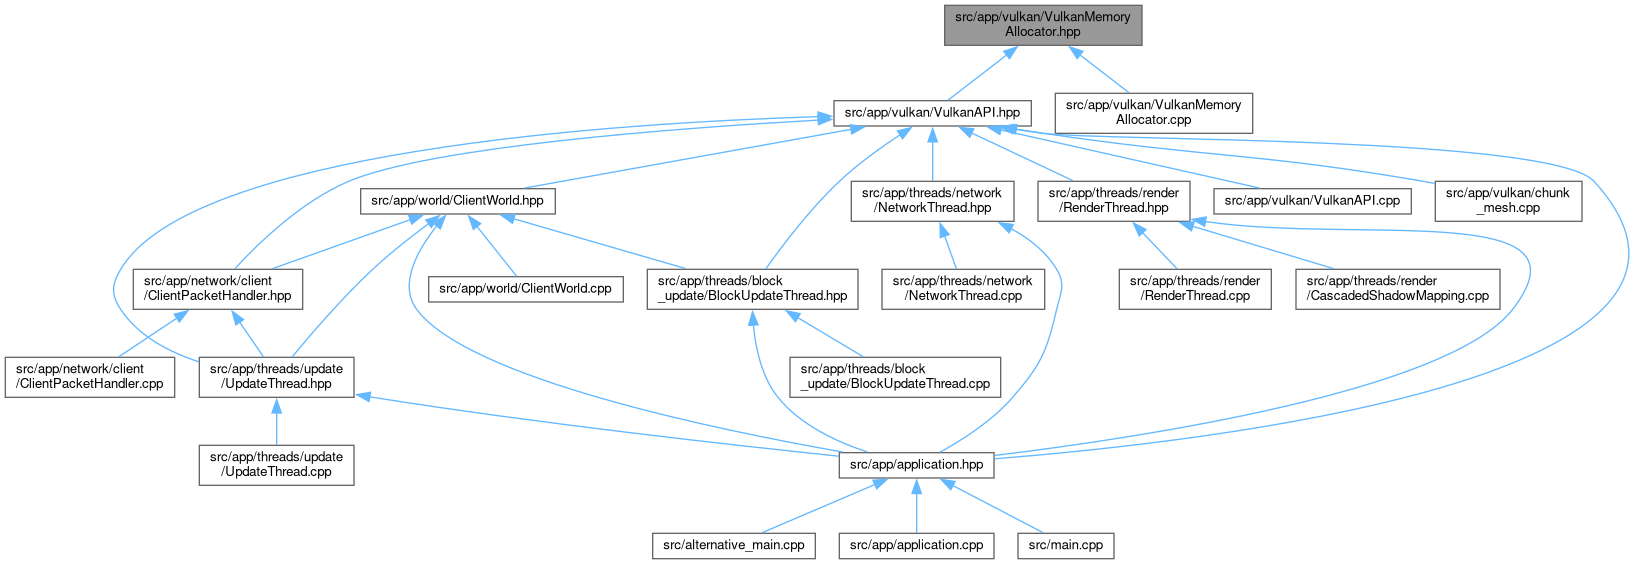 src/app/vulkan/VulkanMemory
Allocator.hpp
src/app/vulkan/VulkanAPI.hpp
src/app/vulkan/VulkanMemory
Allocator.cpp
src/app/world/ClientWorld.hpp
src/app/threads/network
/NetworkThread.hpp
src/app/threads/render
/RenderThread.hpp
src/app/vulkan/VulkanAPI.cpp
src/app/vulkan/chunk
_mesh.cpp
src/app/network/client
/ClientPacketHandler.hpp
src/app/world/ClientWorld.cpp
src/app/threads/block
_update/BlockUpdateThread.hpp
src/app/threads/network
/NetworkThread.cpp
src/app/threads/render
/RenderThread.cpp
src/app/threads/render
/CascadedShadowMapping.cpp
src/app/network/client
/ClientPacketHandler.cpp
src/app/threads/update
/UpdateThread.hpp
src/app/threads/block
_update/BlockUpdateThread.cpp
src/app/threads/update
/UpdateThread.cpp
src/app/application.hpp
src/alternative_main.cpp
src/app/application.cpp
src/main.cpp